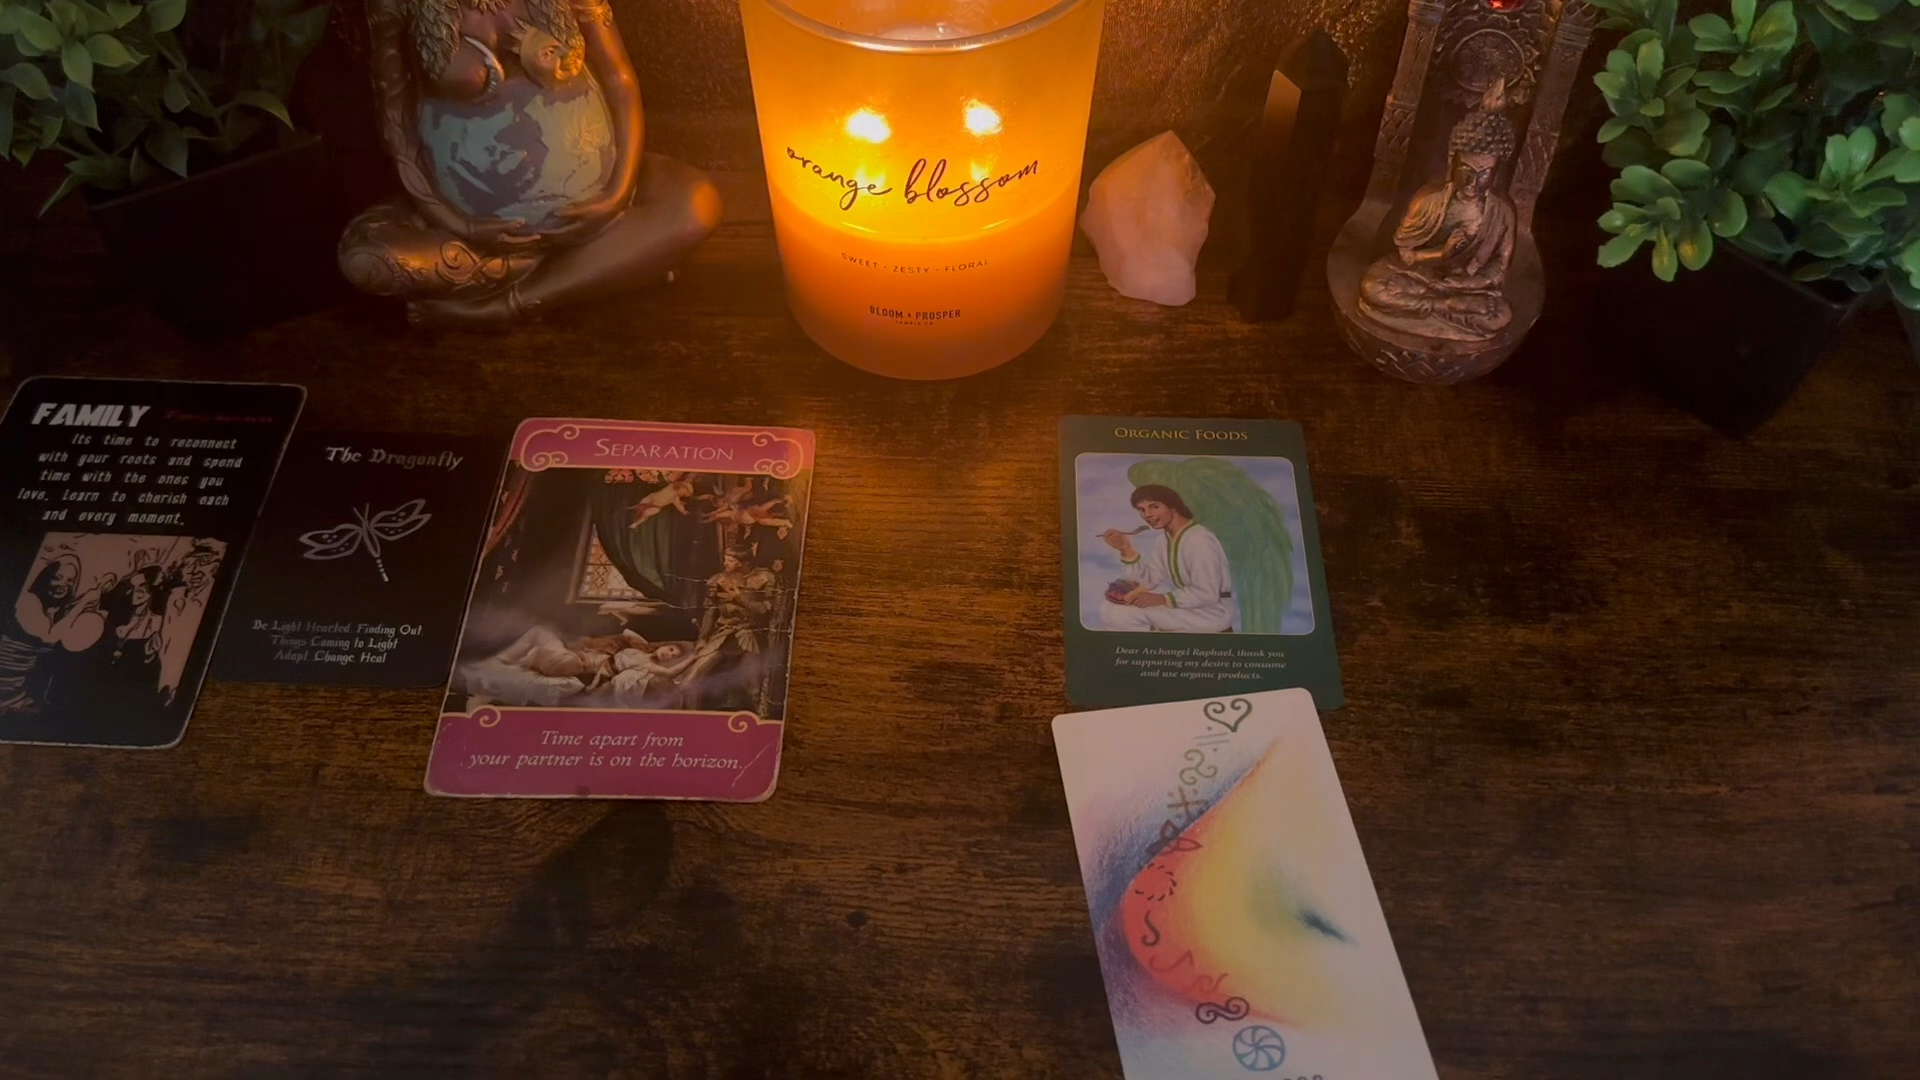 orange blossom
SWEET · ZESTY · FLORAL
BLOOM & PROSPER
FAMILY
Its time to reconnect
with your roots and spend
time with the ones you
love. Learn to cherish each
and every moment.
The Dragonfly
Be Light Hearted Finding Out
Things Coming to Light
Adapt Change Heal
SEPARATION
Time apart from
your partner is on the horizon.
ORGANIC FOODS
Dear Archangel Raphael, thank you
for supporting my desire to consume
and use organic products.